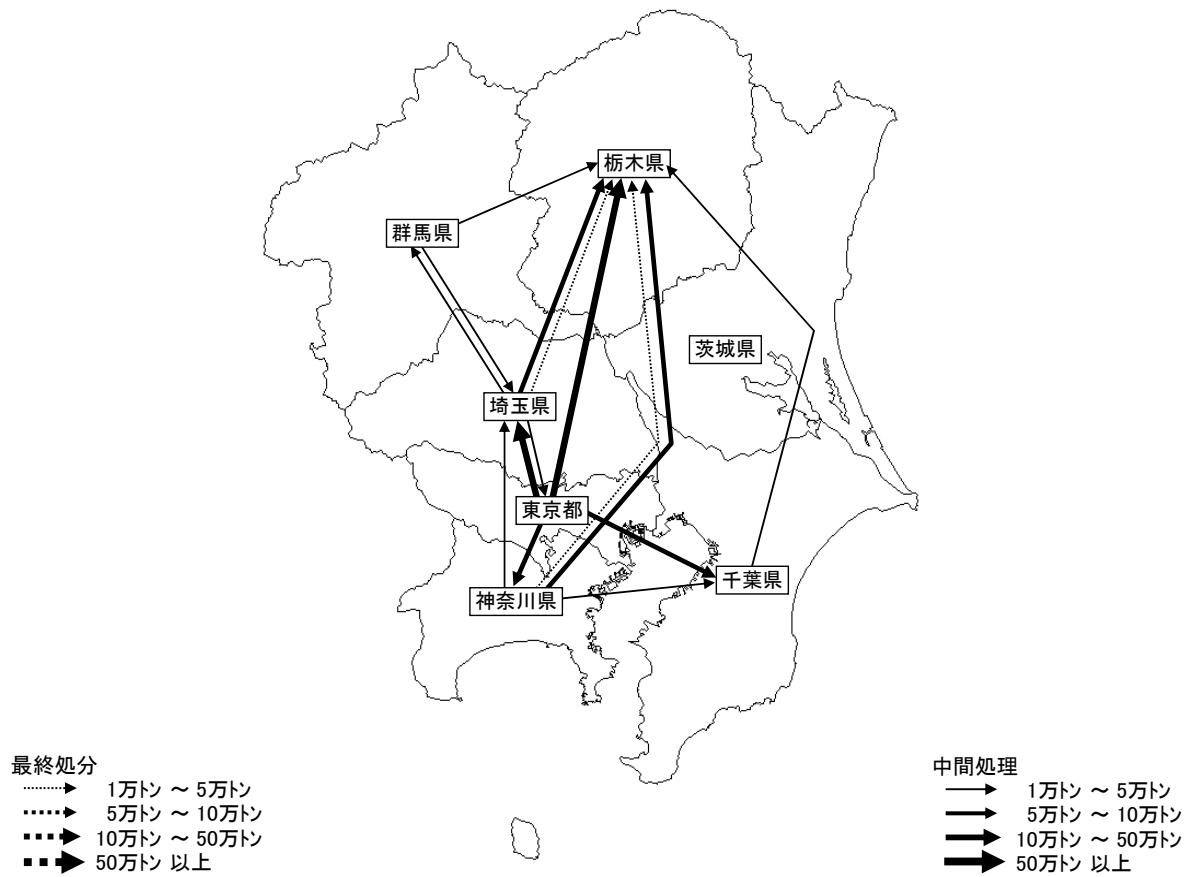 栃木県
群馬県
茨城県
埼玉県
東京都
千葉県
神奈川県
最終処分
1万トン ～ 5万トン
5万トン ～ 10万トン
10万トン ～ 50万トン
50万トン 以上
中間処理
1万トン ～ 5万トン
5万トン ～ 10万トン
10万トン ～ 50万トン
50万トン 以上